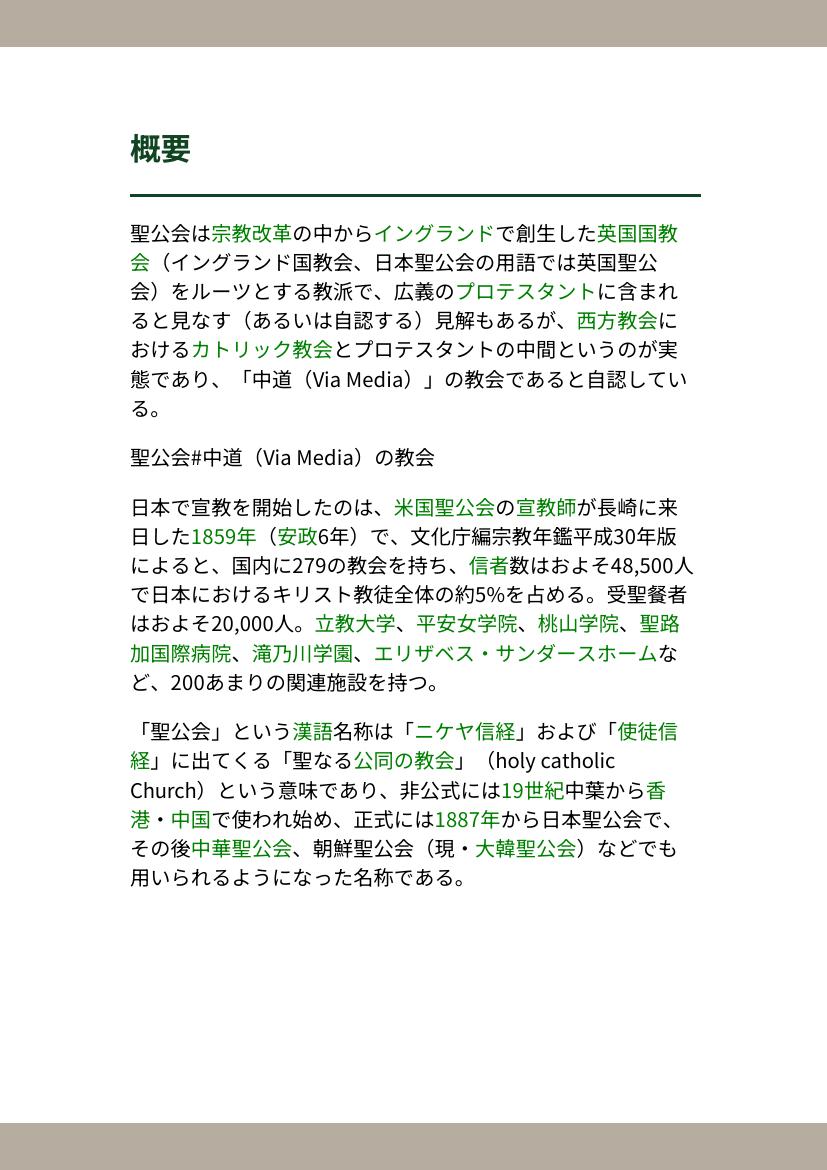 概要
聖公会は宗教改革の中からイングランドで創生した英国国教
会（イングランド国教会、日本聖公会の用語では英国聖公
会）をルーツとする教派で、広義のプロテスタントに含まれ
ると見なす（あるいは自認する）見解もあるが、西方教会に
おけるカトリック教会とプロテスタントの中間というのが実
態であり、「中道（Via Media）」の教会であると自認してい
る。
聖公会#中道（Via Media）の教会
日本で宣教を開始したのは、米国聖公会の宣教師が長崎に来
日した1859年（安政6年）で、文化庁編宗教年鑑平成30年版
によると、国内に279の教会を持ち、信者数はおよそ48,500人
で日本におけるキリスト教徒全体の約5%を占める。受聖餐者
はおよそ20,000人。立教大学、平安女学院、桃山学院、聖路
加国際病院、滝乃川学園、エリザベス・サンダースホームな
ど、200あまりの関連施設を持つ。
「聖公会」という漢語名称は「ニケヤ信経」および「使徒信
経」に出てくる「聖なる公同の教会」（holy catholic
Church）という意味であり、非公式には19世紀中葉から香
港・中国で使われ始め、正式には1887年から日本聖公会で、
その後中華聖公会、朝鮮聖公会（現・大韓聖公会）などでも
用いられるようになった名称である。